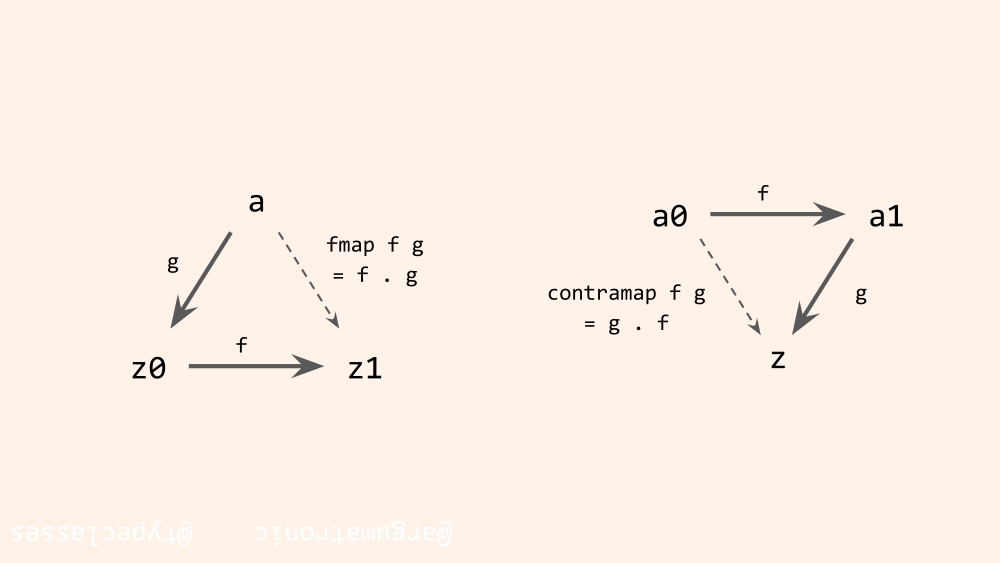 a
g
fmap f g
= f . g
z0
f
z1
f
a0
a1
contramap f g
= g . f
g
z
@typeclasses
@argumatronic